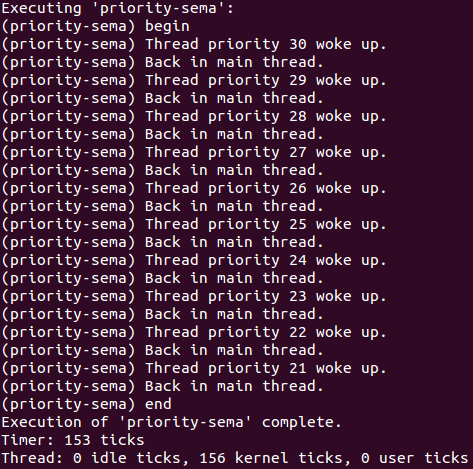 Executing 'priority-sema':
(priority-sema) begin
(priority-sema) Thread priority 30 woke up.
(priority-sema) Back in main thread.
(priority-sema) Thread priority 29 woke up.
(priority-sema) Back in main thread.
(priority-sema) Thread priority 28 woke up.
(priority-sema) Back in main thread.
(priority-sema) Thread priority 27 woke up.
(priority-sema) Back in main thread.
(priority-sema) Thread priority 26 woke up.
(priority-sema) Back in main thread.
(priority-sema) Thread priority 25 woke up.
(priority-sema) Back in main thread.
(priority-sema) Thread priority 24 woke up.
(priority-sema) Back in main thread.
(priority-sema) Thread priority 23 woke up.
(priority-sema) Back in main thread.
(priority-sema) Thread priority 22 woke up.
(priority-sema) Back in main thread.
(priority-sema) Thread priority 21 woke up.
(priority-sema) Back in main thread.
(priority-sema) end
Execution of 'priority-sema' complete.
Timer: 153 ticks
Thread: 0 idle ticks, 156 kernel ticks, 0 user ticks